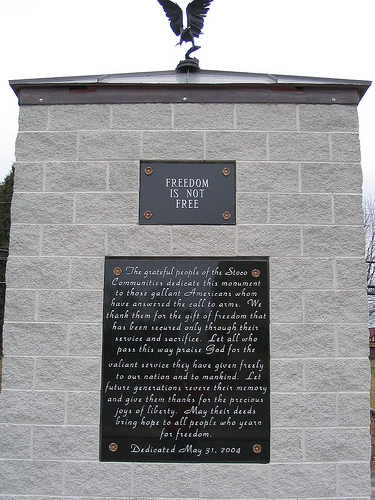 FREEDOM
IS NOT
FREE
The grateful people of the Stoco
Communities dedicate this monument
to those gallant Americans whom
have answered the call to arms. We
thank them for the gift of freedom that
has been secured only through their
service and sacrifice. Let all who
pass this way praise God for the
valiant service they have given freely
to our nation and to mankind. Let
future generations revere their memory
and give them thanks for the precious
joys of liberty. May their deeds
bring hope to all people who yearn
for freedom.
Dedicated May 31, 2004